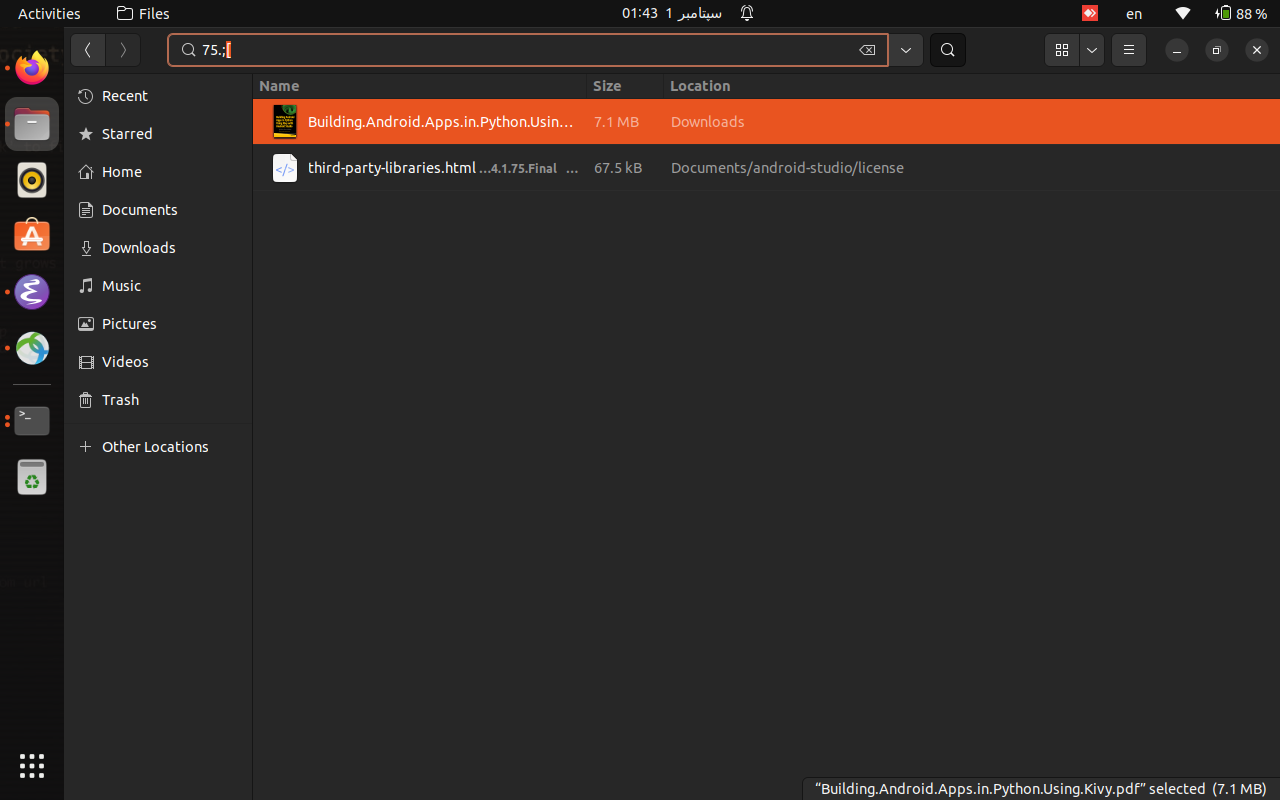 Activities
Files
01:43 1 سپتامبر
en
88 %
75.;[
Name
Size
Location
Recent
Building.Android.Apps.in.Python.Usin…
7.1 MB
Downloads
Starred
third-party-libraries.html …4.1.75.Final …
67.5 kB
Documents/android-studio/license
Home
Documents
Downloads
Music
Pictures
Videos
Trash
Other Locations
“Building.Android.Apps.in.Python.Using.Kivy.pdf” selected (7.1 MB)